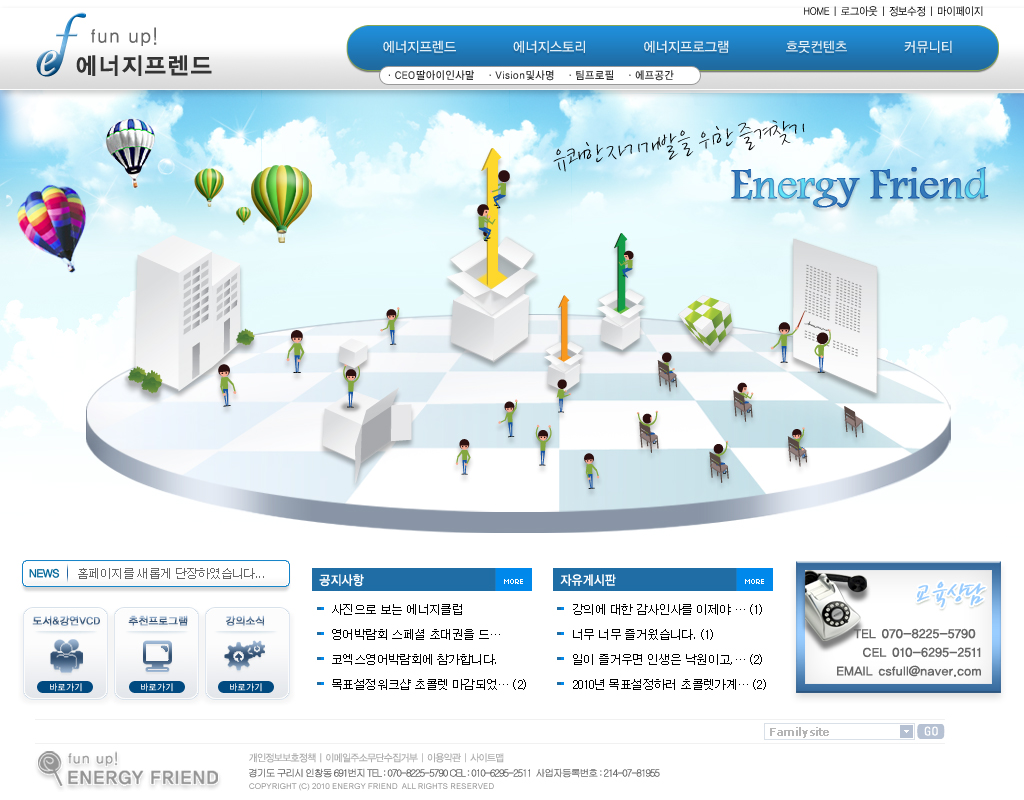 HOME | 로그아웃 | 정보수정 | 마이페이지
fun up!
에너지프렌드
에너지프렌드 에너지스토리 에너지프로그램 흐뭇컨텐츠 커뮤니티
· CEO딸아이인사말 · Vision및사명 · 팀프로필 · 에프공간
유쾌한 자기개발을 위한 즐겨찾기
Energy Friend
NEWS | 홈페이지를 새롭게 단장하였습니다...
공지사항 MORE
사진으로 보는 에너지클럽
영어박람회 스페셜 초대권을 드…
코엑스영어박람회에 참가합니다.
목표설정워크샵 초콜렛 마감되었… (2)
자유게시판 MORE
강의에 대한 감사인사를 이제야 … (1)
너무 너무 즐거웠습니다. (1)
일이 즐거우면 인생은 낙원이고, … (2)
2010년 목표설정하러 초콜렛가게… (2)
교육상담
TEL 070-8225-5790
CEL 010-6295-2511
EMAIL csfull@naver.com
도서&강연VCD 추천프로그램 강의소식
바로가기 바로가기 바로가기
Family site GO
fun up!
ENERGY FRIEND
개인정보보호정책 | 이메일주소무단수집거부 | 이용약관 | 사이트맵
경기도 구리시 인창동 691번지 TEL : 070-8225-5790 CEL : 010-6295-2511 사업자등록번호 : 214-07-81955
COPYRIGHT (C) 2010 ENERGY FRIEND ALL RIGHTS RESERVED